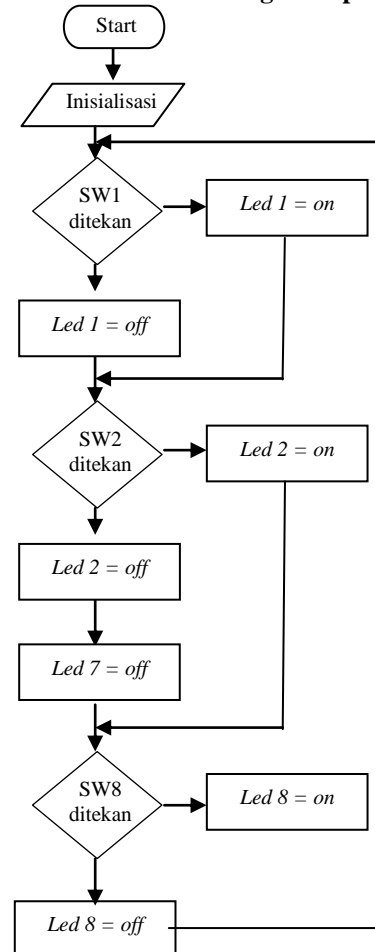 Start
Inisialisasi
SW1
ditekan
Led 1 = on
Led 1 = off
SW2
ditekan
Led 2 = on
Led 2 = off
Led 7 = off
SW8
ditekan
Led 8 = on
Led 8 = off